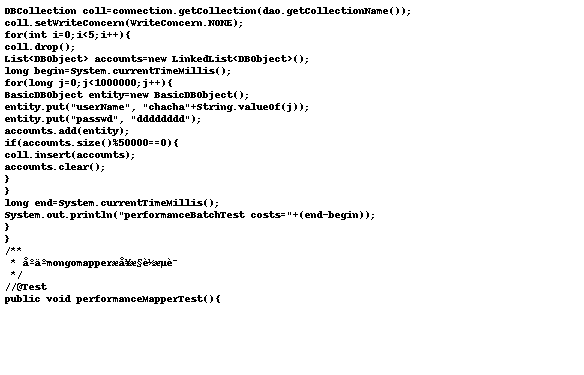 DBCollection coll=connection.getCollection(dao.getCollectionName());
coll.setWriteConcern(WriteConcern.NONE);
for(int i=0;i<5;i++){
coll.drop();
List<DBObject> accounts=new LinkedList<DBObject>();
long begin=System.currentTimeMillis();
for(long j=0;j<1000000;j++){
BasicDBObject entity=new BasicDBObject();
entity.put("userName", "chacha"+String.valueOf(j));
entity.put("passwd", "dddddddd");
accounts.add(entity);
if(accounts.size()%50000==0){
coll.insert(accounts);
accounts.clear();
}
}
long end=System.currentTimeMillis();
System.out.println("performanceBatchTest costs="+(end-begin));
}
}
/**
*
*/
//@Test
public void performanceMapperTest(){